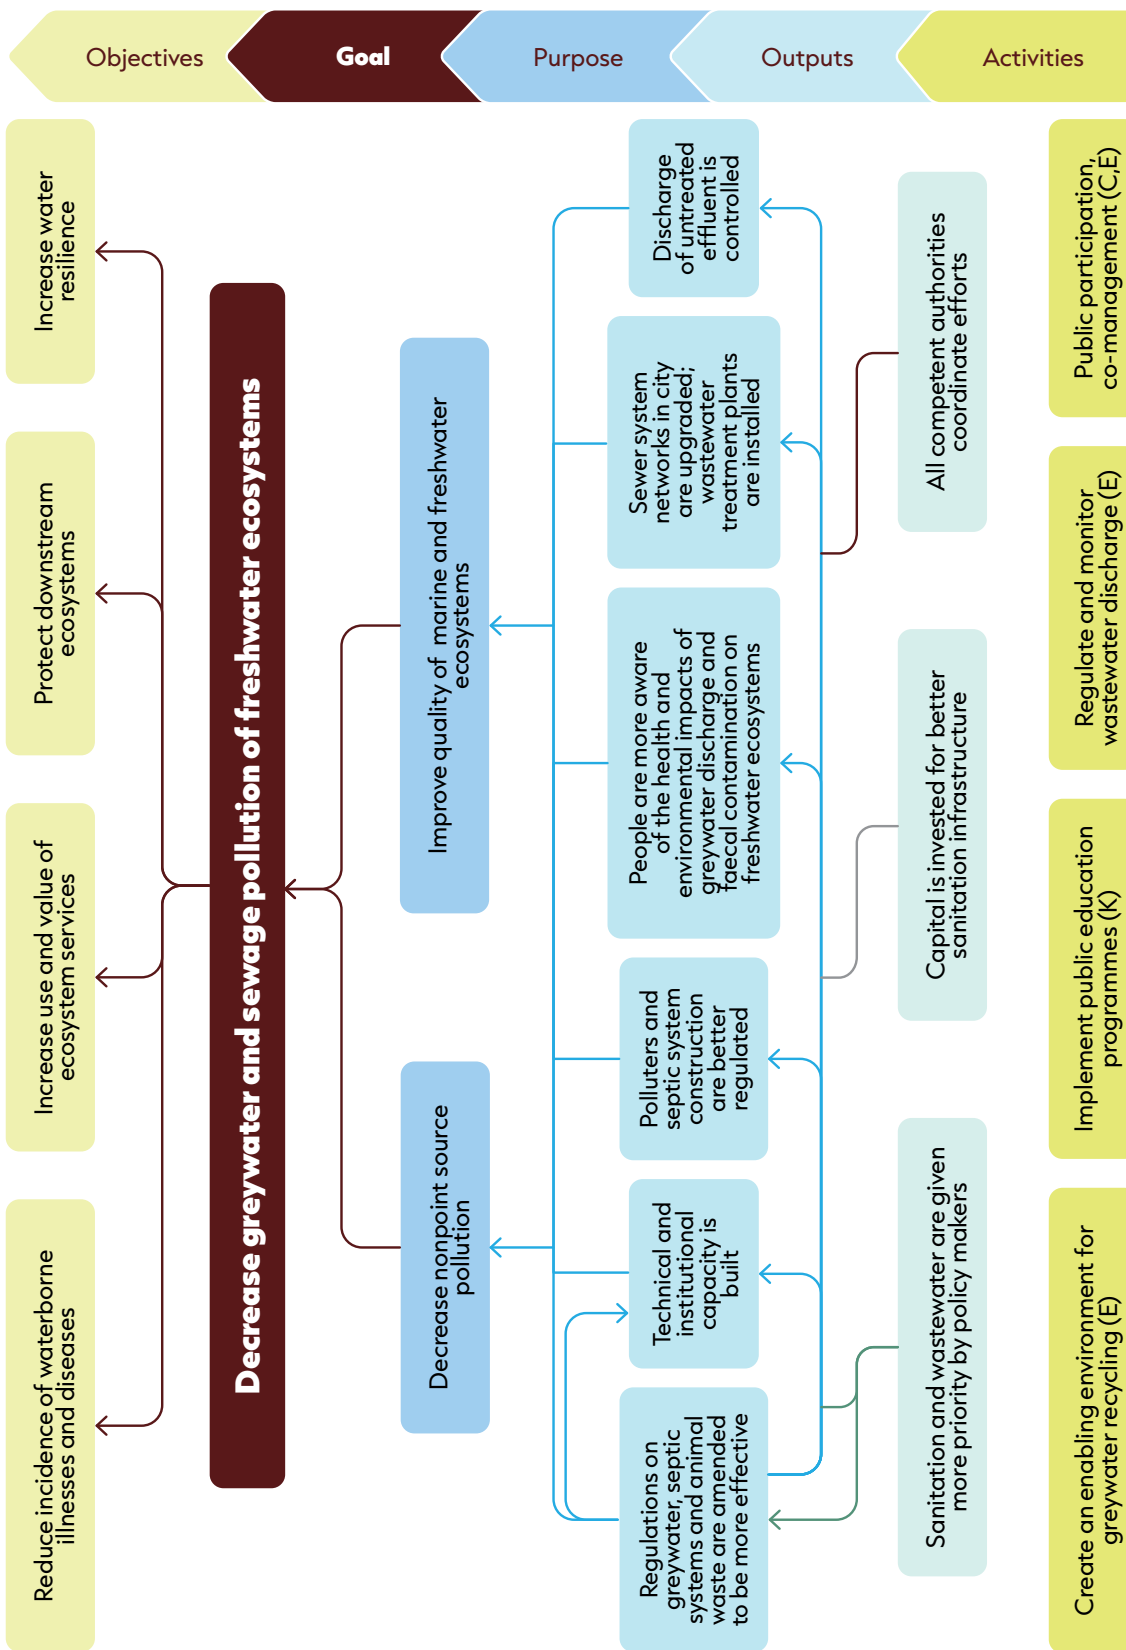 Objectives
Goal
Purpose
Outputs
Activities
Reduce incidence of waterborne
illnesses and diseases
Increase use and value of
ecosystem services
Protect downstream
ecosystems
Increase water
resilience
Decrease greywater and sewage pollution of freshwater ecosystems
Decrease nonpoint source
pollution
Improve quality of marine and freshwater
ecosystems
Regulations on
greywater, septic
systems and animal
waste are amended
to be more effective
Technical and
institutional
capacity is
built
Polluters and
septic system
construction
are better
regulated
People are more aware
of the health and
environmental impacts of
greywater discharge and
faecal contamination on
freshwater ecosystems
Sewer system
networks in city
are upgraded;
wastewater
treatment plants
are installed
Discharge
of untreated
effluent is
controlled
Sanitation and wastewater are given
more priority by policy makers
Capital is invested for better
sanitation infrastructure
All competent authorities
coordinate efforts
Create an enabling environment for
greywater recycling (E)
Implement public education
programmes (K)
Regulate and monitor
wastewater discharge (E)
Public participation,
co-management (C,E)